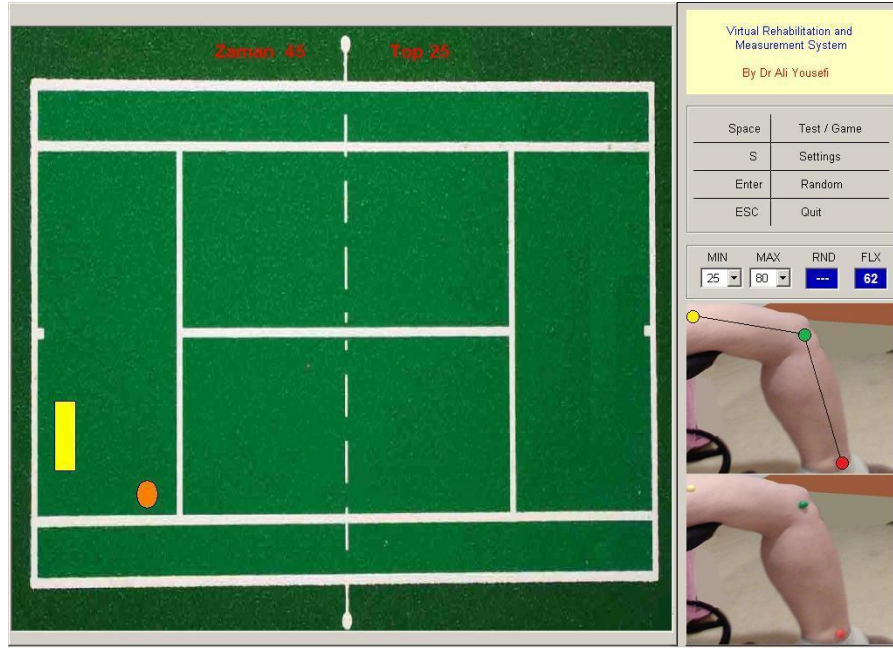 Zaman 45 Top 25
Virtual Rehabilitation and
Measurement System
By Dr Ali Yousefi
Space Test / Game
S Settings
Enter Random
ESC Quit
MIN MAX RND FLX
25 80 --- 62